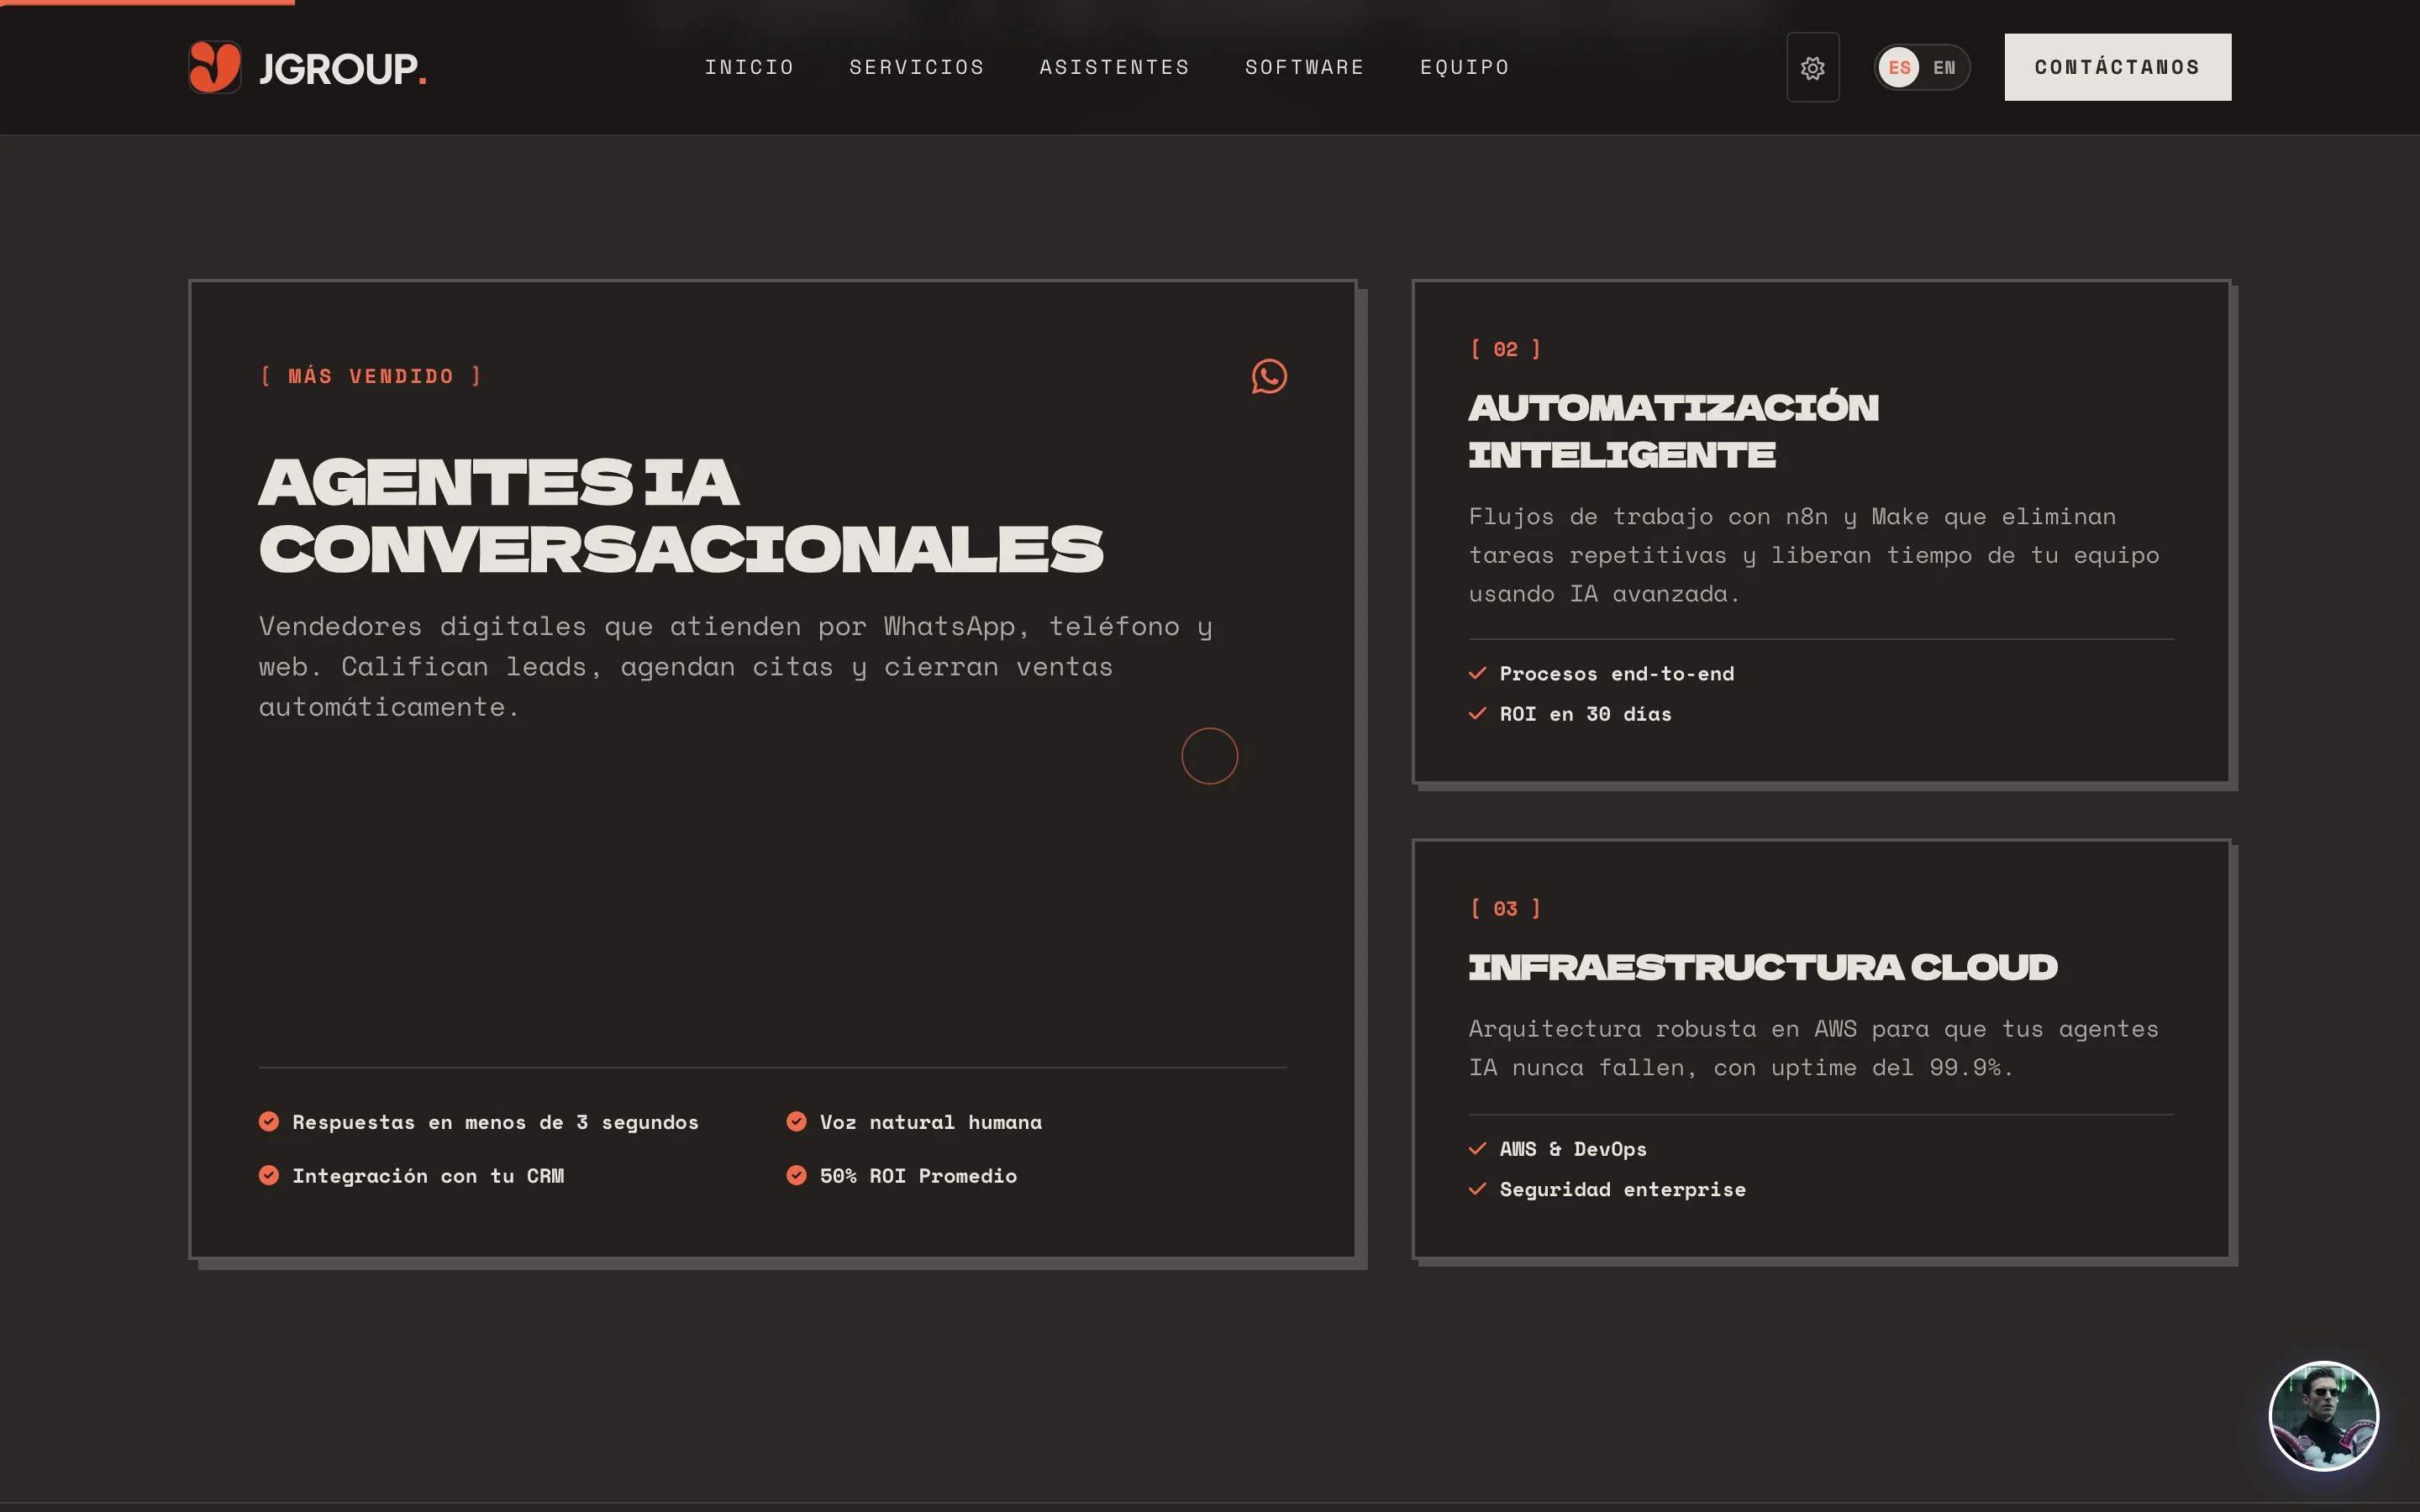 JGROUP.
INICIO SERVICIOS ASISTENTES SOFTWARE EQUIPO
ES EN
CONTÁCTANOS
[ MÁS VENDIDO ]
AGENTES IA
CONVERSACIONALES
Vendedores digitales que atienden por WhatsApp, teléfono y
web. Califican leads, agendan citas y cierran ventas
automáticamente.
Respuestas en menos de 3 segundos
Voz natural humana
Integración con tu CRM
50% ROI Promedio
[ 02 ]
AUTOMATIZACIÓN
INTELIGENTE
Flujos de trabajo con n8n y Make que eliminan
tareas repetitivas y liberan tiempo de tu equipo
usando IA avanzada.
Procesos end-to-end
ROI en 30 días
[ 03 ]
INFRAESTRUCTURA CLOUD
Arquitectura robusta en AWS para que tus agentes
IA nunca fallen, con uptime del 99.9%.
AWS & DevOps
Seguridad enterprise